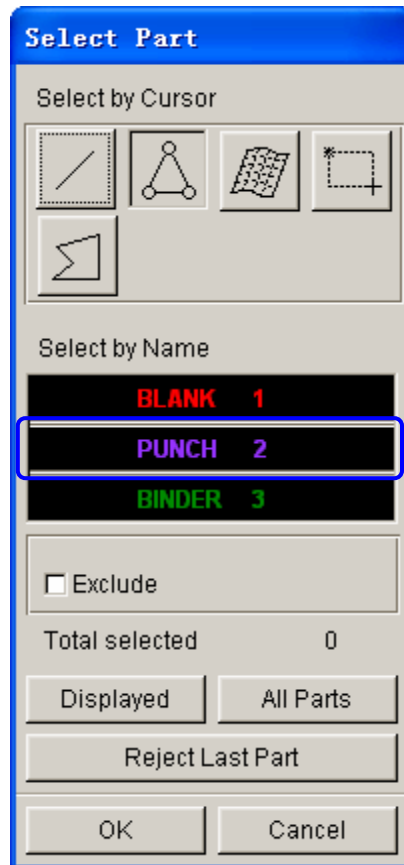 Select Part
Select by Cursor
Select by Name
BLANK 1
PUNCH 2
BINDER 3
Exclude
Total selected 0
Displayed All Parts
Reject Last Part
OK Cancel